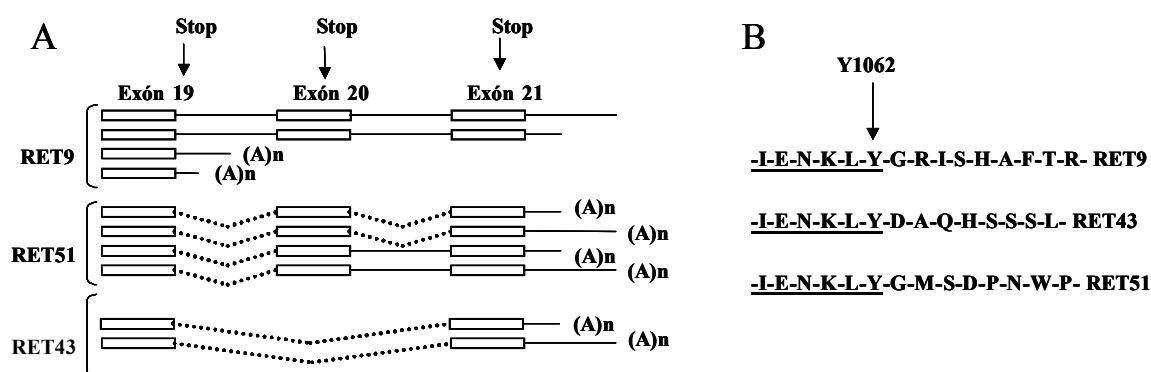 A
Stop Stop Stop
Exón 19 Exón 20 Exón 21
RET9
(A)n
(A)n
RET51
(A)n
(A)n
(A)n
(A)n
RET43
(A)n
(A)n
B
Y1062
-I-E-N-K-L-Y-G-R-I-S-H-A-F-T-R- RET9
-I-E-N-K-L-Y-D-A-Q-H-S-S-S-L- RET43
-I-E-N-K-L-Y-G-M-S-D-P-N-W-P- RET51